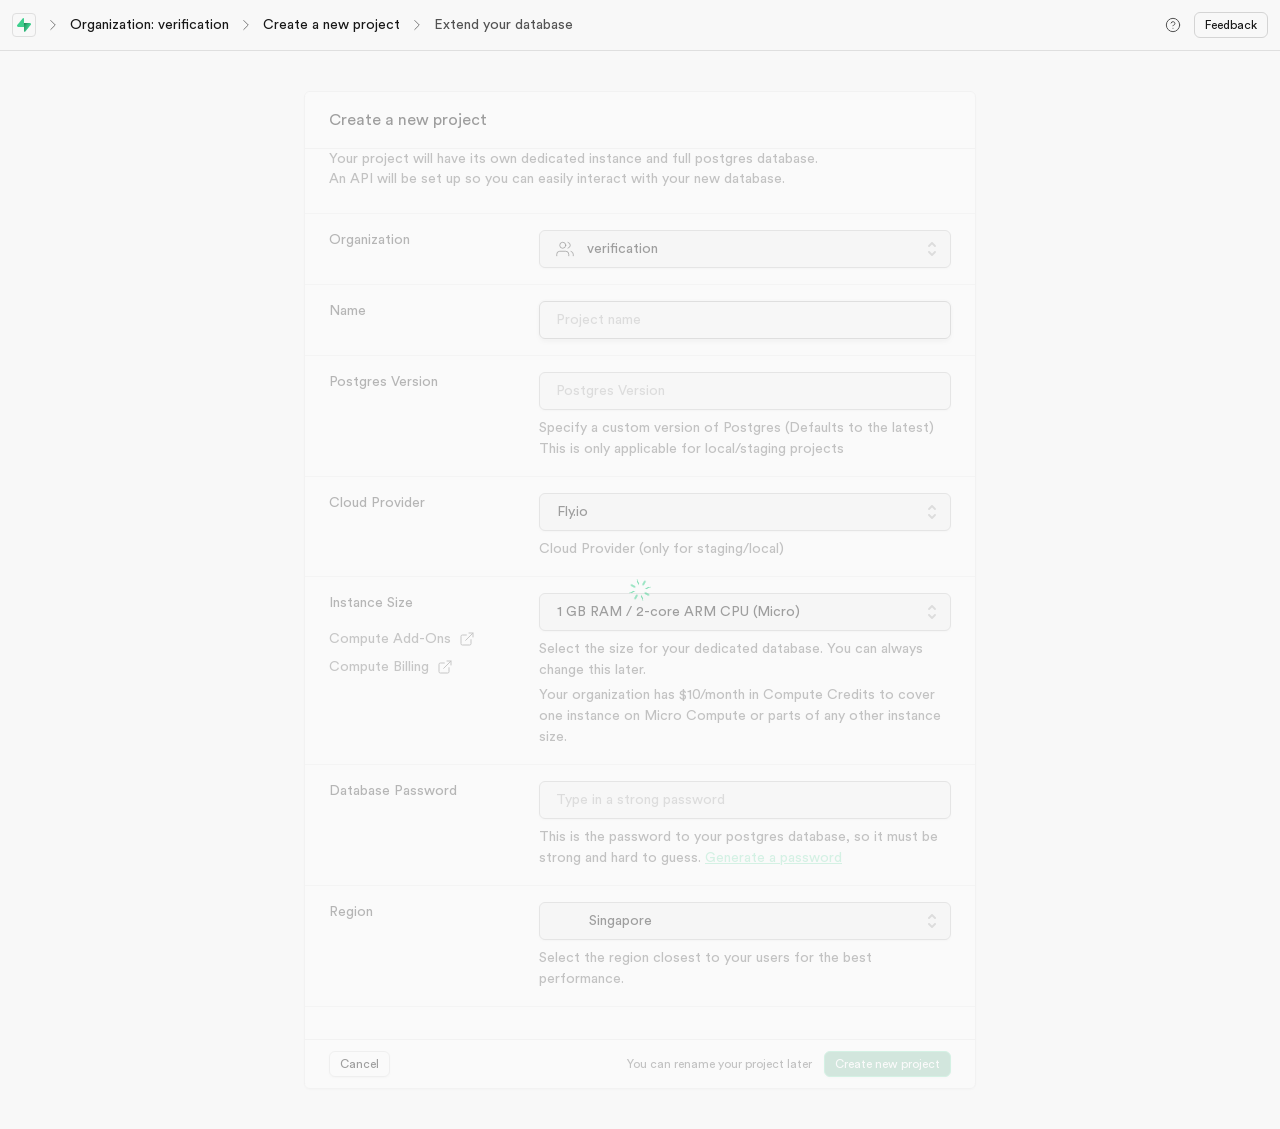 Organization: verification
Create a new project
Extend your database
Feedback
Create a new project
Your project will have its own dedicated instance and full postgres database.
An API will be set up so you can easily interact with your new database.
Organization
verification
Name
Project name
Postgres Version
Postgres Version
Specify a custom version of Postgres (Defaults to the latest)
This is only applicable for local/staging projects
Cloud Provider
Fly.io
Cloud Provider (only for staging/local)
Instance Size
1 GB RAM / 2-core ARM CPU (Micro)
Compute Add-Ons
Compute Billing
Select the size for your dedicated database. You can always
change this later.
Your organization has $10/month in Compute Credits to cover
one instance on Micro Compute or parts of any other instance
size.
Database Password
Type in a strong password
This is the password to your postgres database, so it must be
strong and hard to guess. Generate a password
Region
Singapore
Select the region closest to your users for the best
performance.
Cancel
You can rename your project later
Create new project